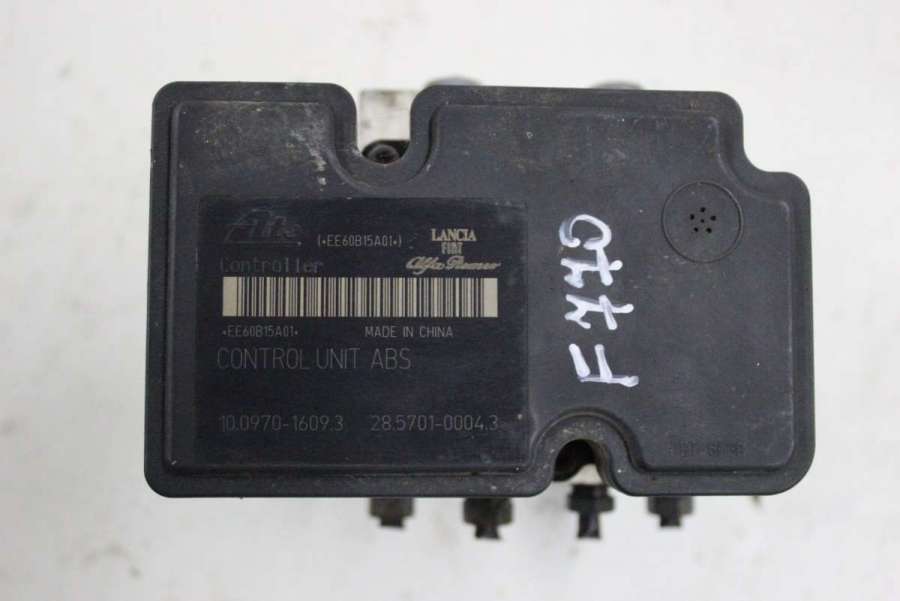 Ate (*EE60B15A01*) LANCIA
FIAT
Controller Alfa Romeo
*EE60B15A01* MADE IN CHINA
CONTROL UNIT ABS
10.0970-1609.3 28.5701-0004.3
F770